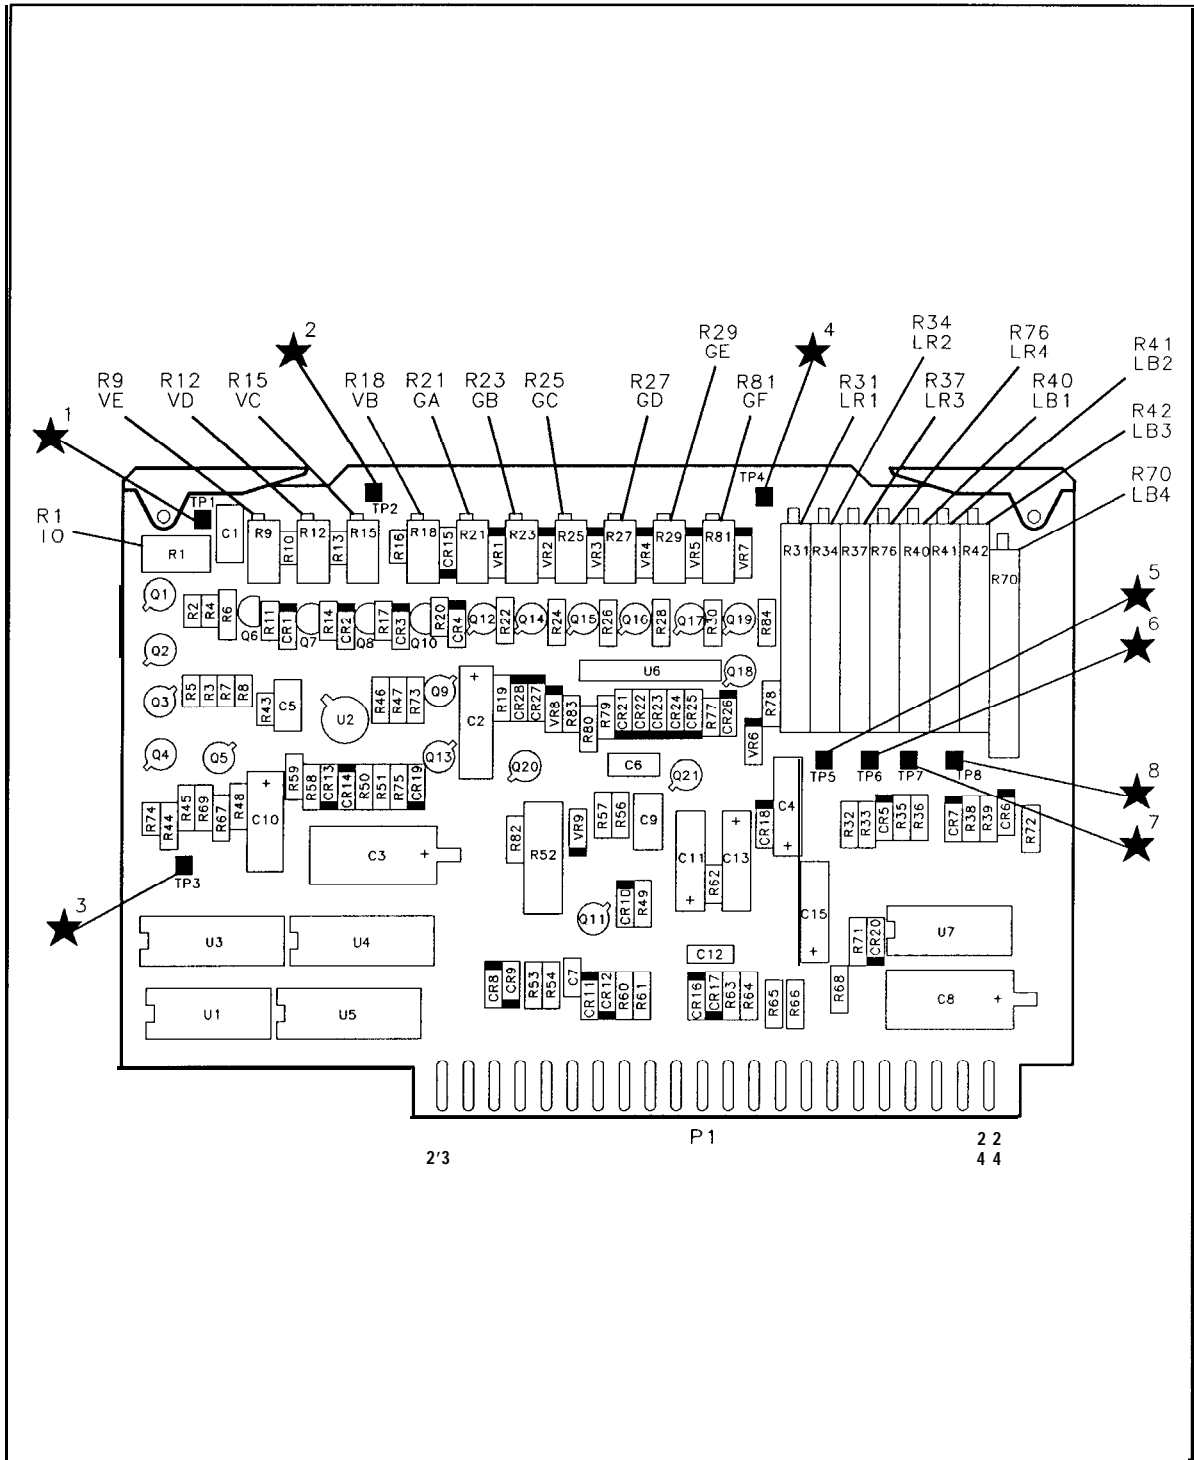 2
4
R34
LR2
R29
GE
R76
LR4
R41
LB2
R9
VE
R12
VD
R15
VC
R18
VB
R21
GA
R23
GB
R25
GC
R27
GD
R81
GF
R31
LR1
R37
LR3
R40
LB1
1
R42
LB3
R70
LB4
R1
IO
TP1
TP2
TP4
C1
R1
R9
R10
R12
R13
R15
R16
R18
CR15
R21
VR1
R23
VR2
R25
VR3
R27
VR4
R29
VR5
R81
VR7
R31
R34
R37
R76
R40
R41
R42
R70
5
6
Q1
R2
R4
R6
Q6
R11
CR1
Q7
R14
CR2
Q8
R17
CR3
Q10
R20
CR4
Q12
R22
Q14
R24
Q15
R26
Q16
R28
Q17
R30
Q19
R84
Q2
U6
Q18
Q3
R5
R3
R7
R8
R43
C5
U2
R46
R47
R73
Q9
+
C2
R19
CR28
CR27
VR8
R83
R80
R79
CR21
CR22
CR23
CR24
CR25
R77
CR26
VR6
R78
Q4
Q5
Q13
Q20
C6
Q21
TP5
TP6
TP7
TP8
8
7
R59
R58
CR13
CR14
R50
R51
R75
CR19
R74
R44
R45
R69
R67
R48
+
C10
C3 +
R82
R52
VR9
R57
R56
C9
C11
+
R62
+
C13
CR18
C4
+
R32
R33
CR5
R35
R36
CR7
R38
R39
CR6
R72
TP3
3
Q11
CR10
R49
C15
+
R71
CR20
U3
U4
U7
C12
CR8
CR9
R53
R54
C7
CR11
CR12
R60
R61
CR16
CR17
R63
R64
R65
R66
R68
C8 +
U1
U5
P1
2'3
2 2
4 4